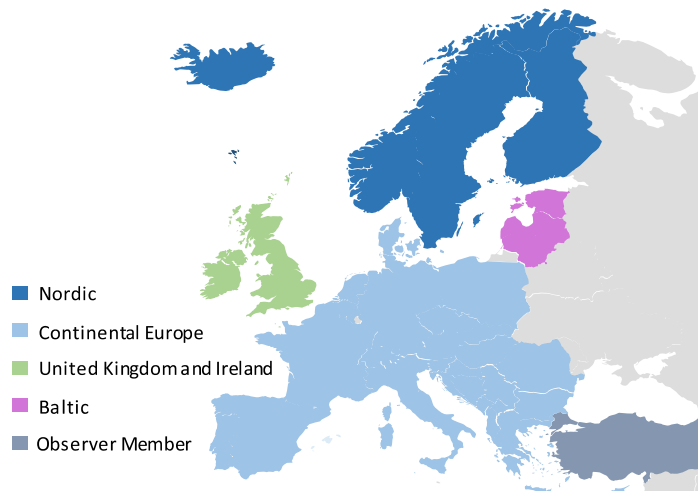 Nordic
Continental Europe
United Kingdom and Ireland
Baltic
Observer Member